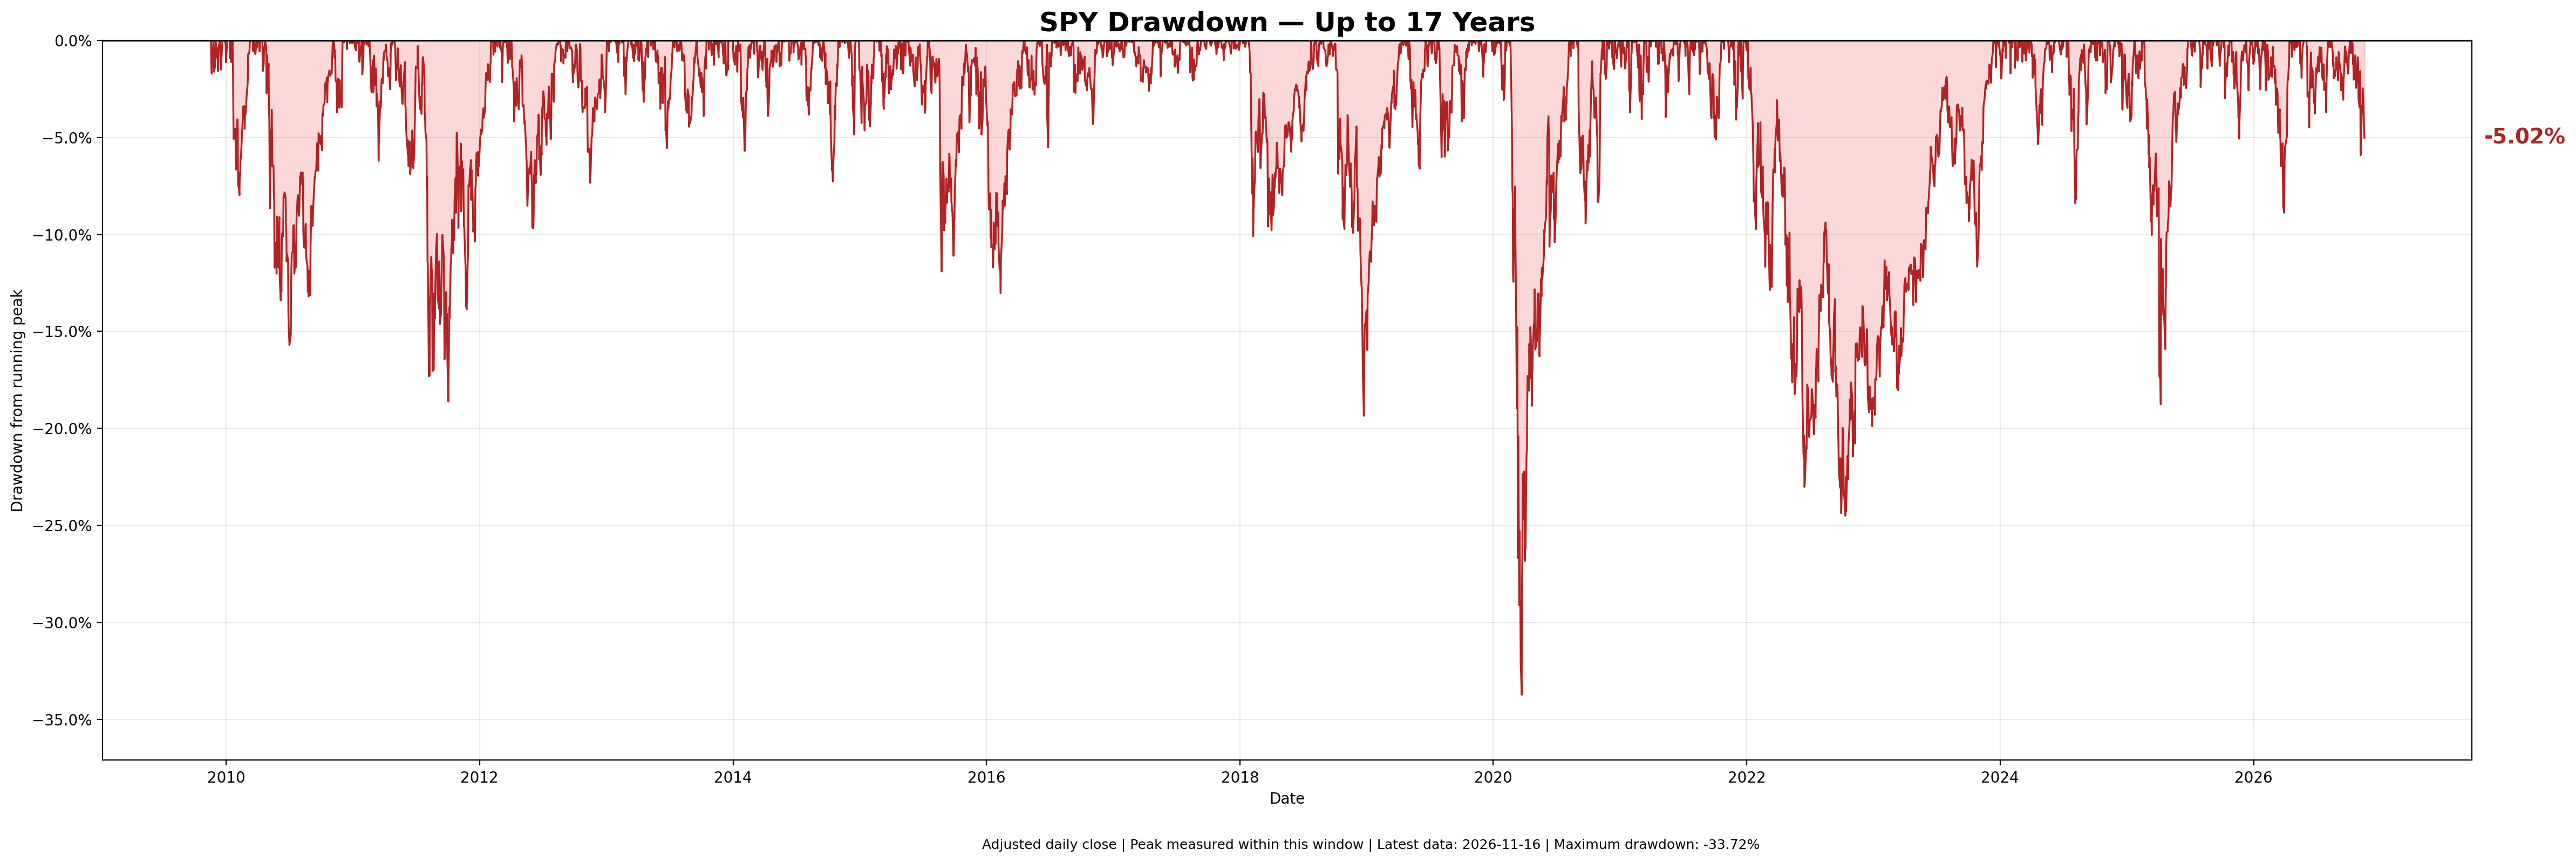 SPY Drawdown — Up to 17 Years
0.0%
−5.0%
−10.0%
−15.0%
−20.0%
−25.0%
−30.0%
−35.0%
Drawdown from running peak
-5.02%
2010 2012 2014 2016 2018 2020 2022 2024 2026
Date
Adjusted daily close | Peak measured within this window | Latest data: 2026-11-16 | Maximum drawdown: -33.72%